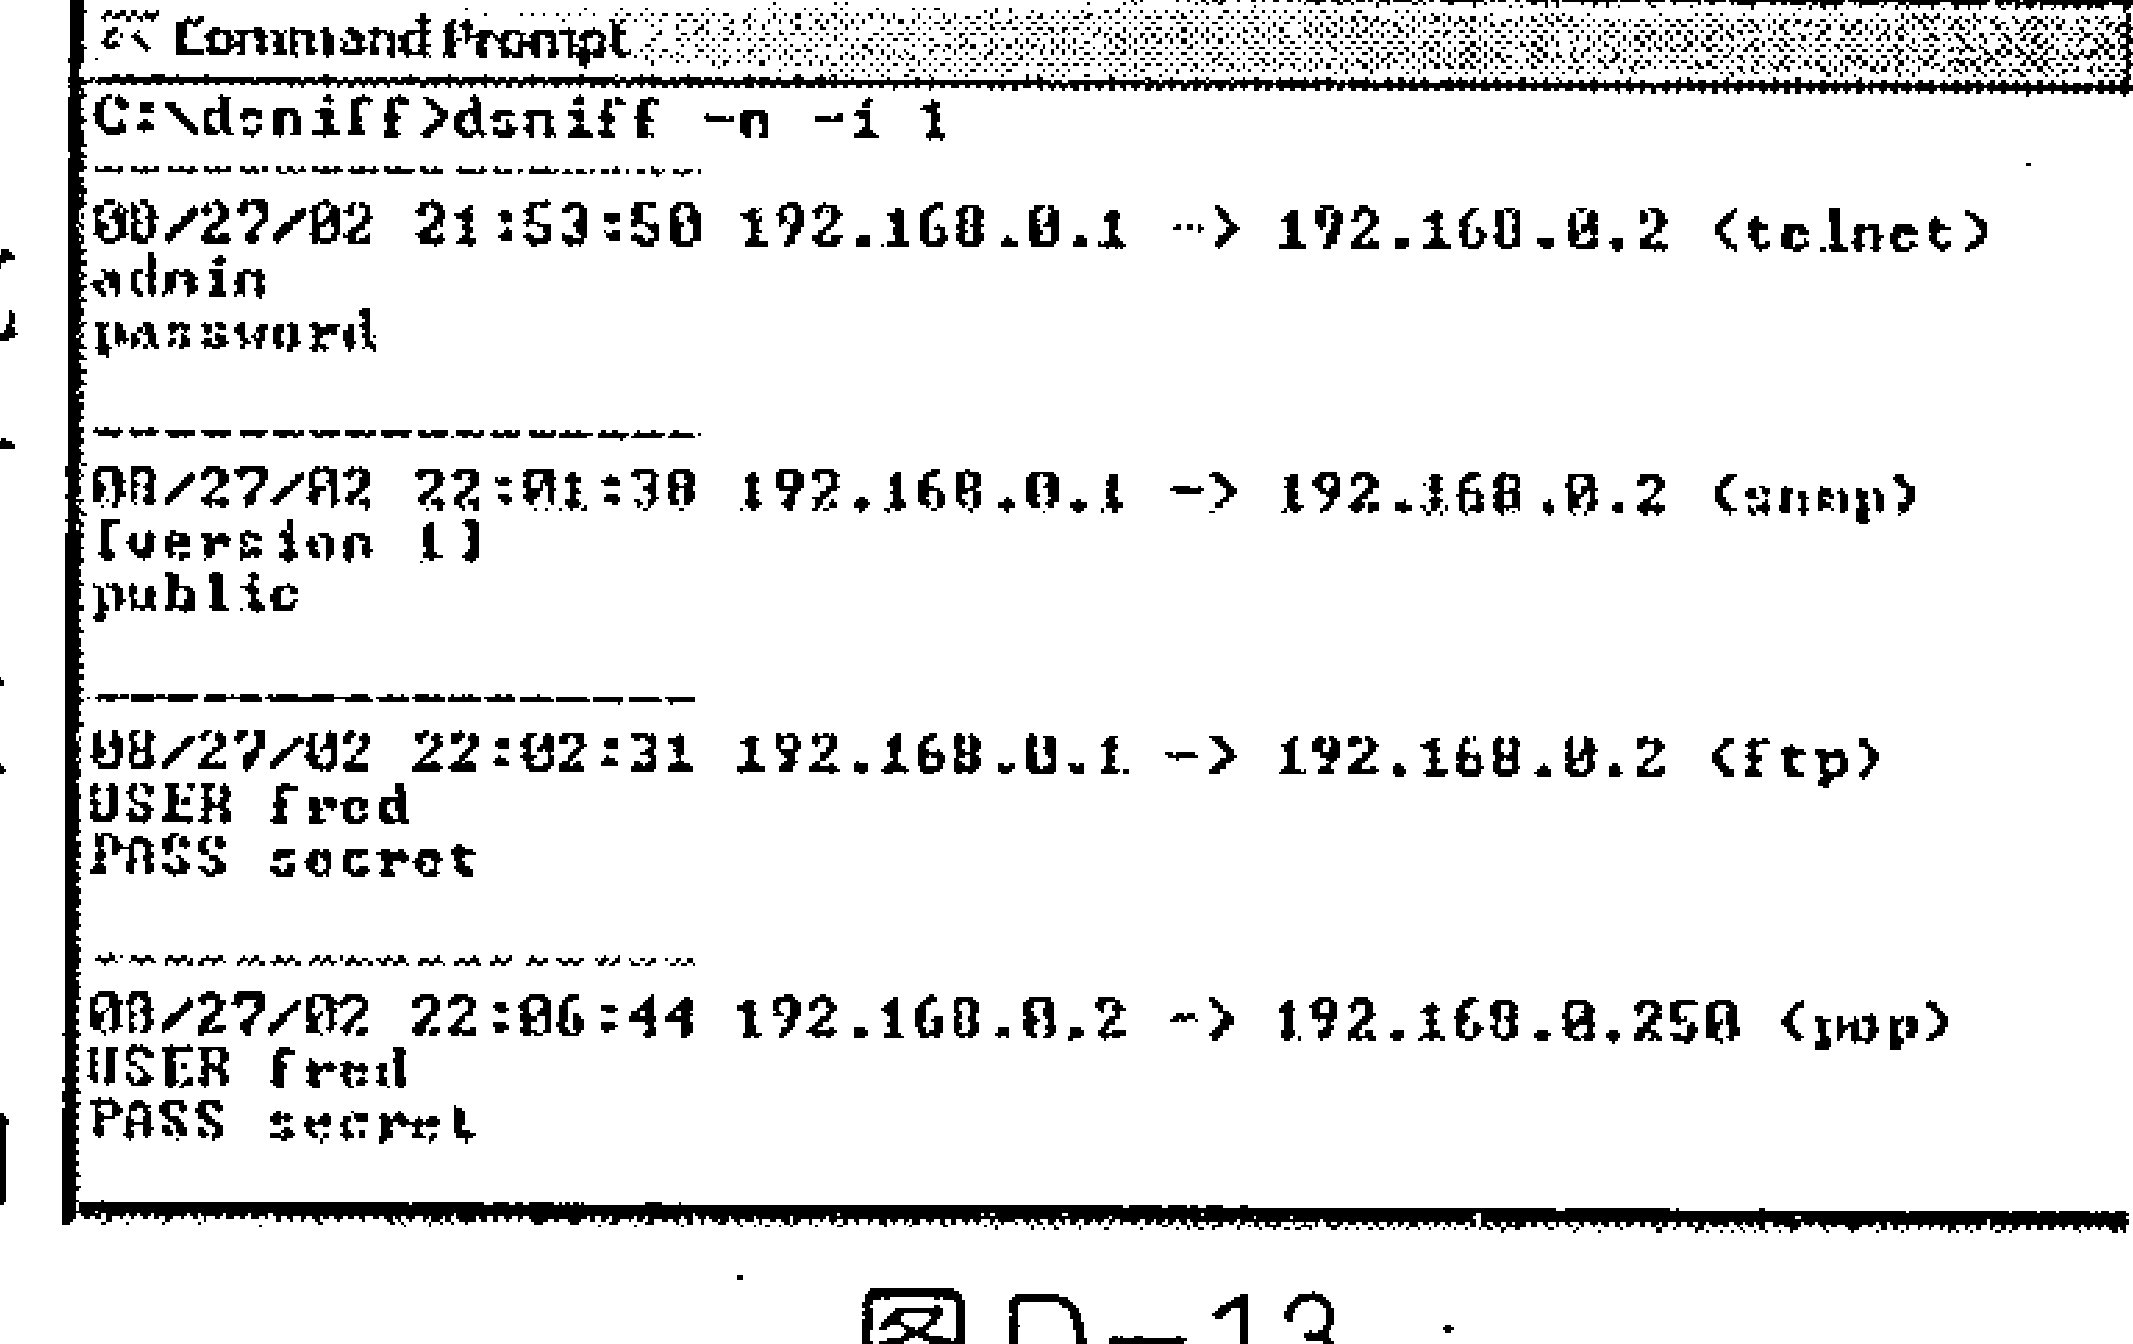 Command Prompt
C:\dsniff>dsniff -n -i 1
-----------------
08/27/02 21:53:50 192.168.0.1 -> 192.168.0.2 (telnet)
admin
password
-----------------
08/27/02 22:01:38 192.168.0.1 -> 192.168.0.2 (snmp)
[version 1]
public
-----------------
08/27/02 22:02:31 192.168.0.1 -> 192.168.0.2 (ftp)
USER fred
PASS secret
-----------------
08/27/02 22:06:44 192.168.0.2 -> 192.168.0.250 (pop)
USER fred
PASS secret
图 D-13